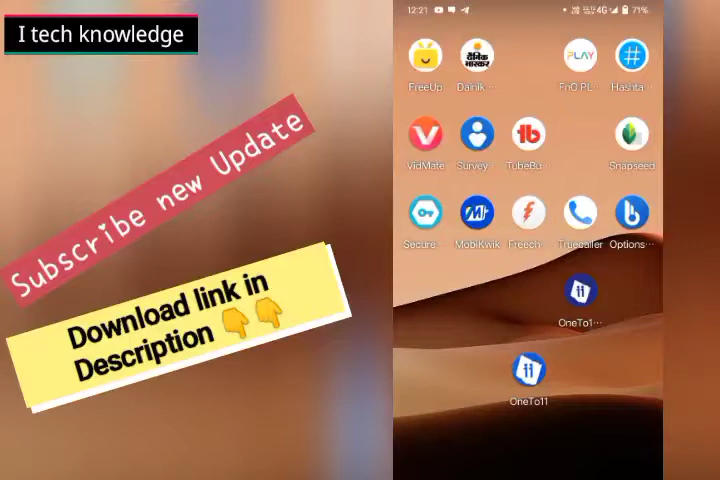 I tech knowledge
Subscribe new Update
Download link in
Description 👇👇
12:21
4G
71%
FreeUp
Dainik ···
FnO PL···
Hashta···
दैनिक
भास्कर
PLAY
VidMate
Survey···
TubeBu···
Snapseed
Secure···
MobiKwik
Freech···
Truecaller
Options···
OneTo1···
OneTo11